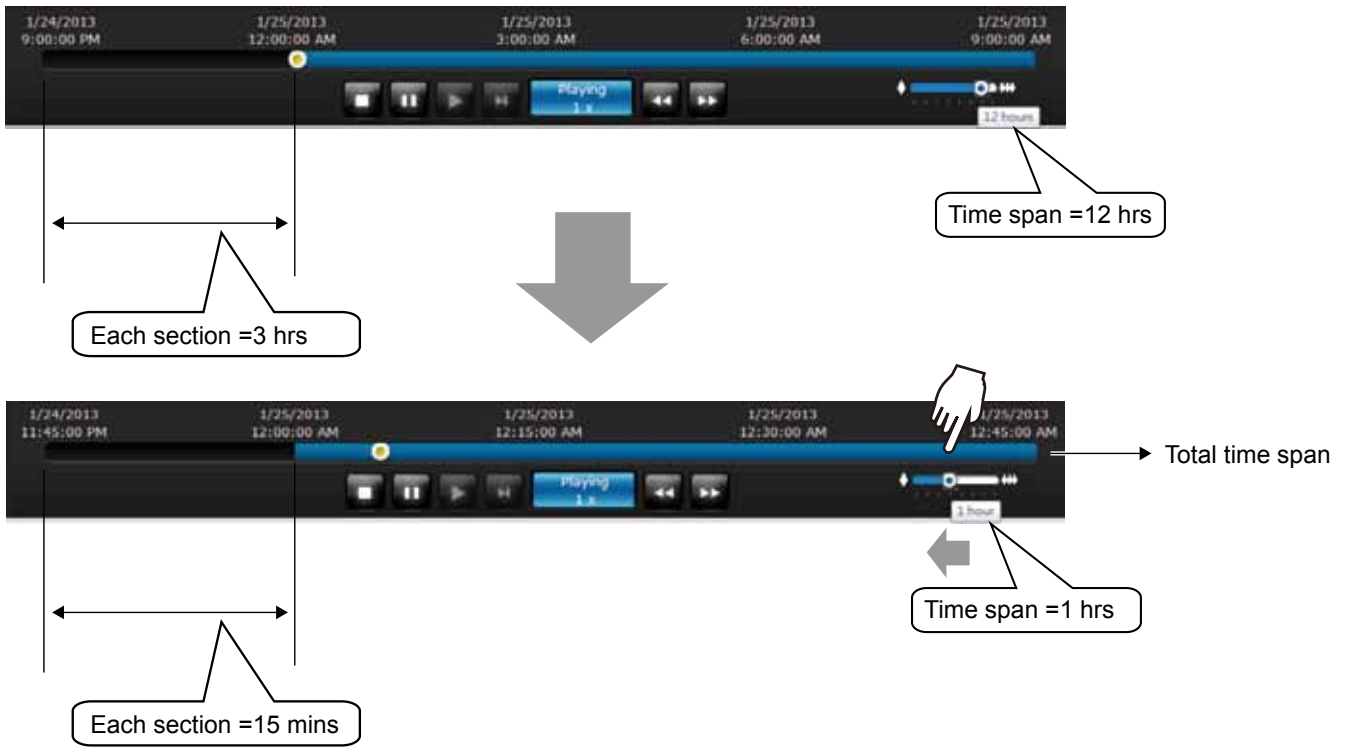 1/24/2013 1/25/2013 1/25/2013 1/25/2013 1/25/2013
9:00:00 PM 12:00:00 AM 3:00:00 AM 6:00:00 AM 9:00:00 AM
Playing
1 x
12 hours
Time span =12 hrs
Each section =3 hrs
1/24/2013 1/25/2013 1/25/2013 1/25/2013 1/25/2013
11:45:00 PM 12:00:00 AM 12:15:00 AM 12:30:00 AM 12:45:00 AM
Total time span
Playing
1 x
1 hour
Time span =1 hrs
Each section =15 mins